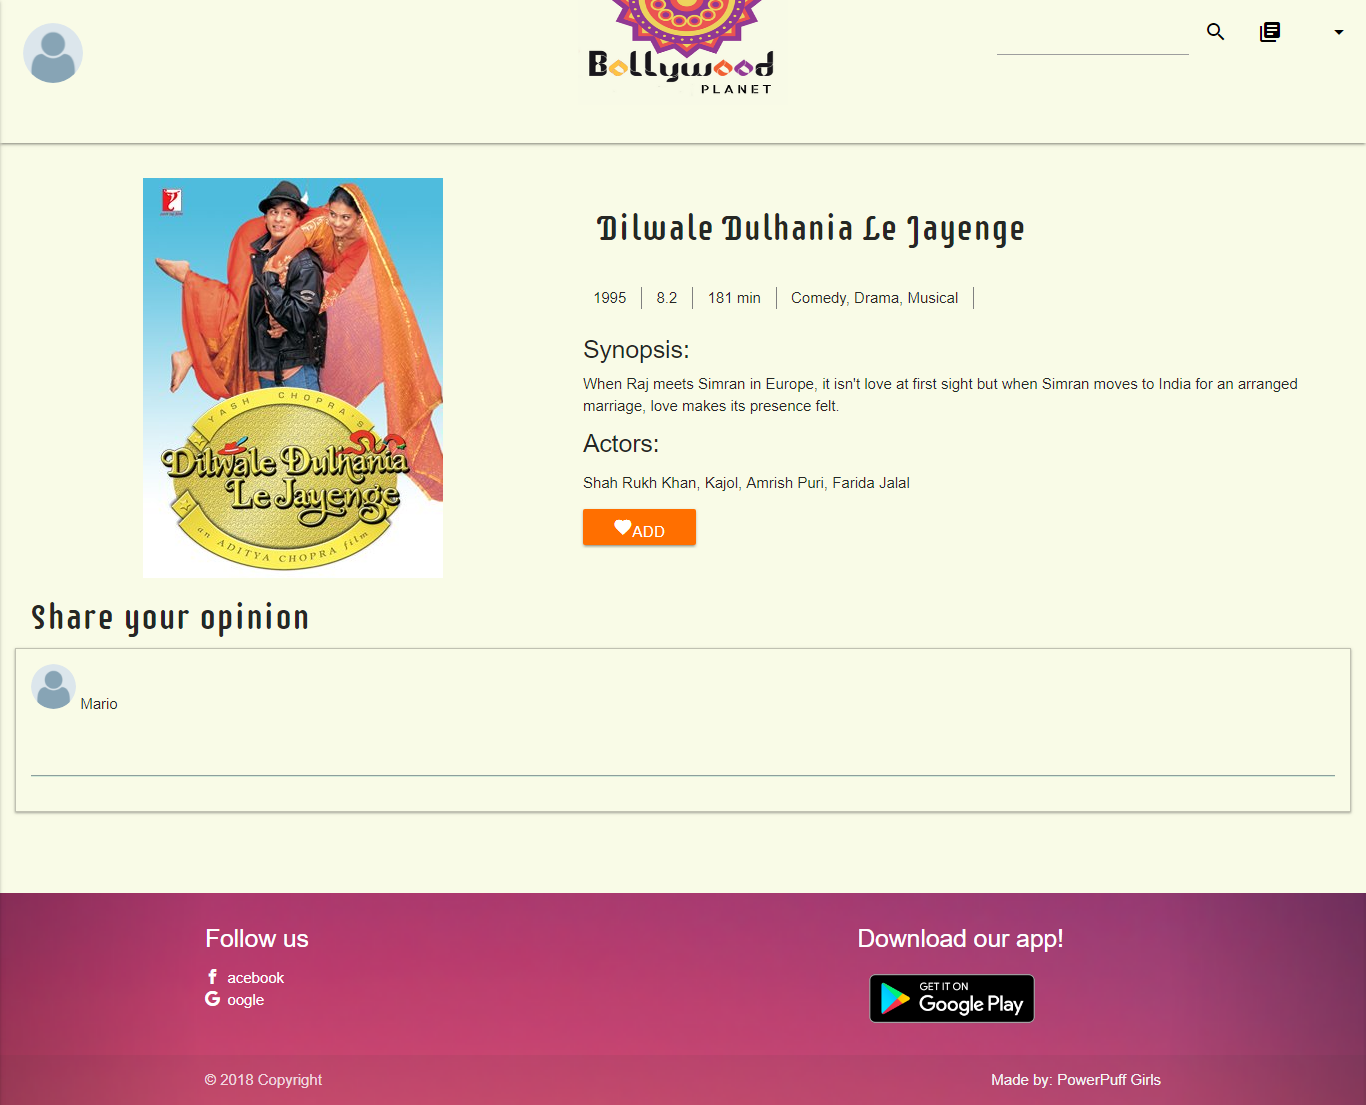 Bollywood
PLANET
Dilwale Dulhania Le Jayenge
1995
8.2
181 min
Comedy, Drama, Musical
Synopsis:
When Raj meets Simran in Europe, it isn't love at first sight but when Simran moves to India for an arranged
marriage, love makes its presence felt.
Actors:
Shah Rukh Khan, Kajol, Amrish Puri, Farida Jalal
ADD
YASH CHOPRA'S
Dilwale Dulhania
Le Jayenge
an ADITYA CHOPRA film
Share your opinion
Mario
Follow us
f acebook
G oogle
Download our app!
GET IT ON
Google Play
© 2018 Copyright
Made by: PowerPuff Girls